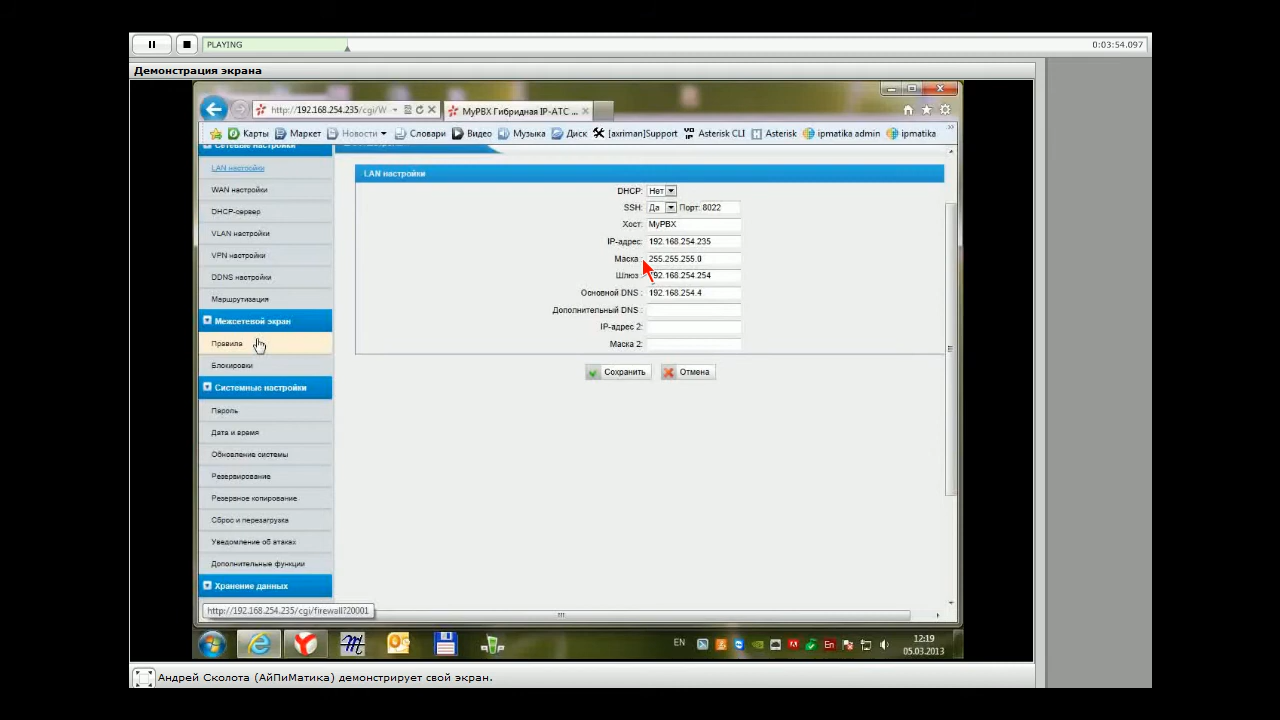 PLAYING
0:03:54.097
Демонстрация экрана
http://192.168.254.235/cgi/W
MyPBX Гибридная IP-АТС ...
Карты
Маркет
Новости
Словари
Видео
Музыка
Диск
[axriman]Support
Asterisk CLI
Asterisk
ipmatika admin
ipmatika
Сетевые настройки
LAN настройки
WAN настройки
DHCP-сервер
VLAN настройки
VPN настройки
DDNS настройки
Маршрутизация
Межсетевой экран
Правила
Блокировки
Системные настройки
Пароль
Дата и время
Обновление системы
Резервирование
Резервное копирование
Сброс и перезагрузка
Уведомление об атаках
Дополнительные функции
Хранение данных
http://192.168.254.235/cgi/firewall?20001
LAN настройки
DHCP: Нет
SSH: Да Порт: 8022
Хост: MyPBX
IP-адрес: 192.168.254.235
Маска : 255.255.255.0
Шлюз : 192.168.254.254
Основной DNS : 192.168.254.4
Дополнительный DNS :
IP-адрес 2:
Маска 2:
Сохранить
Отмена
EN
En
12:19
05.03.2013
Андрей Сколота (АйПиМатика) демонстрирует свой экран.